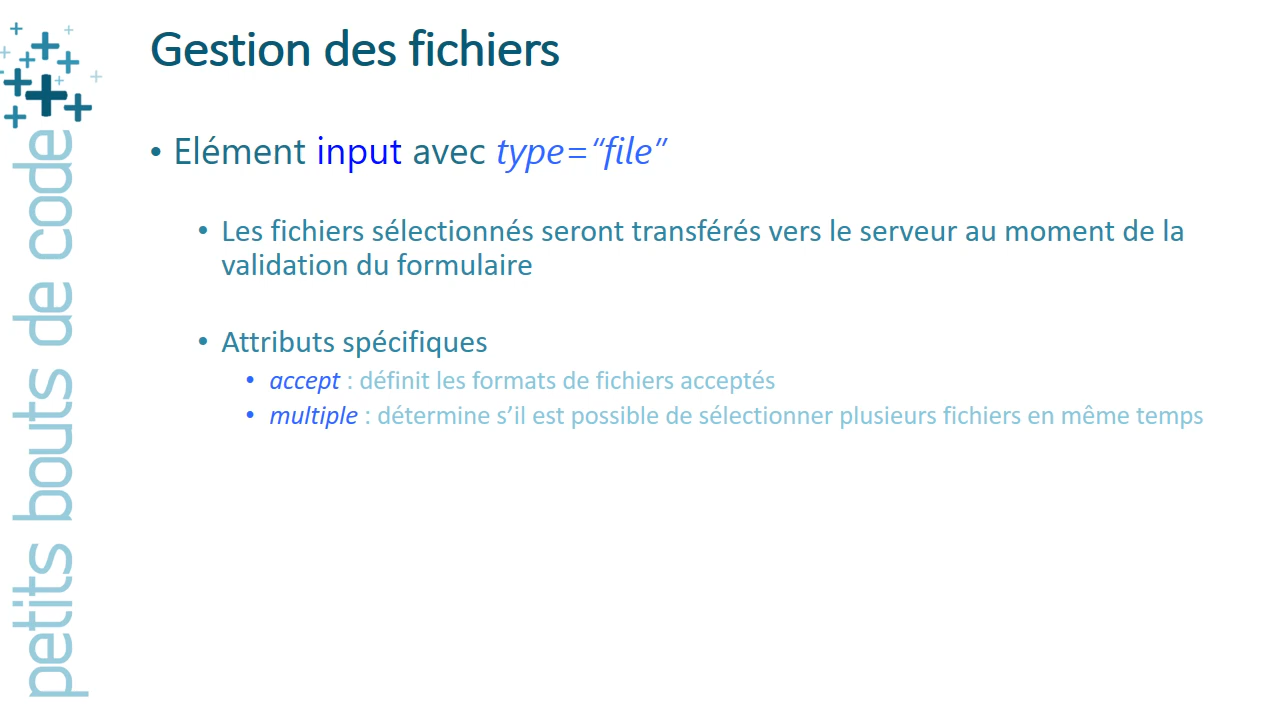 Gestion des fichiers
• Elément input avec type=“file”
• Les fichiers sélectionnés seront transférés vers le serveur au moment de la
validation du formulaire
• Attributs spécifiques
• accept : définit les formats de fichiers acceptés
• multiple : détermine s’il est possible de sélectionner plusieurs fichiers en même temps
petits bouts de code